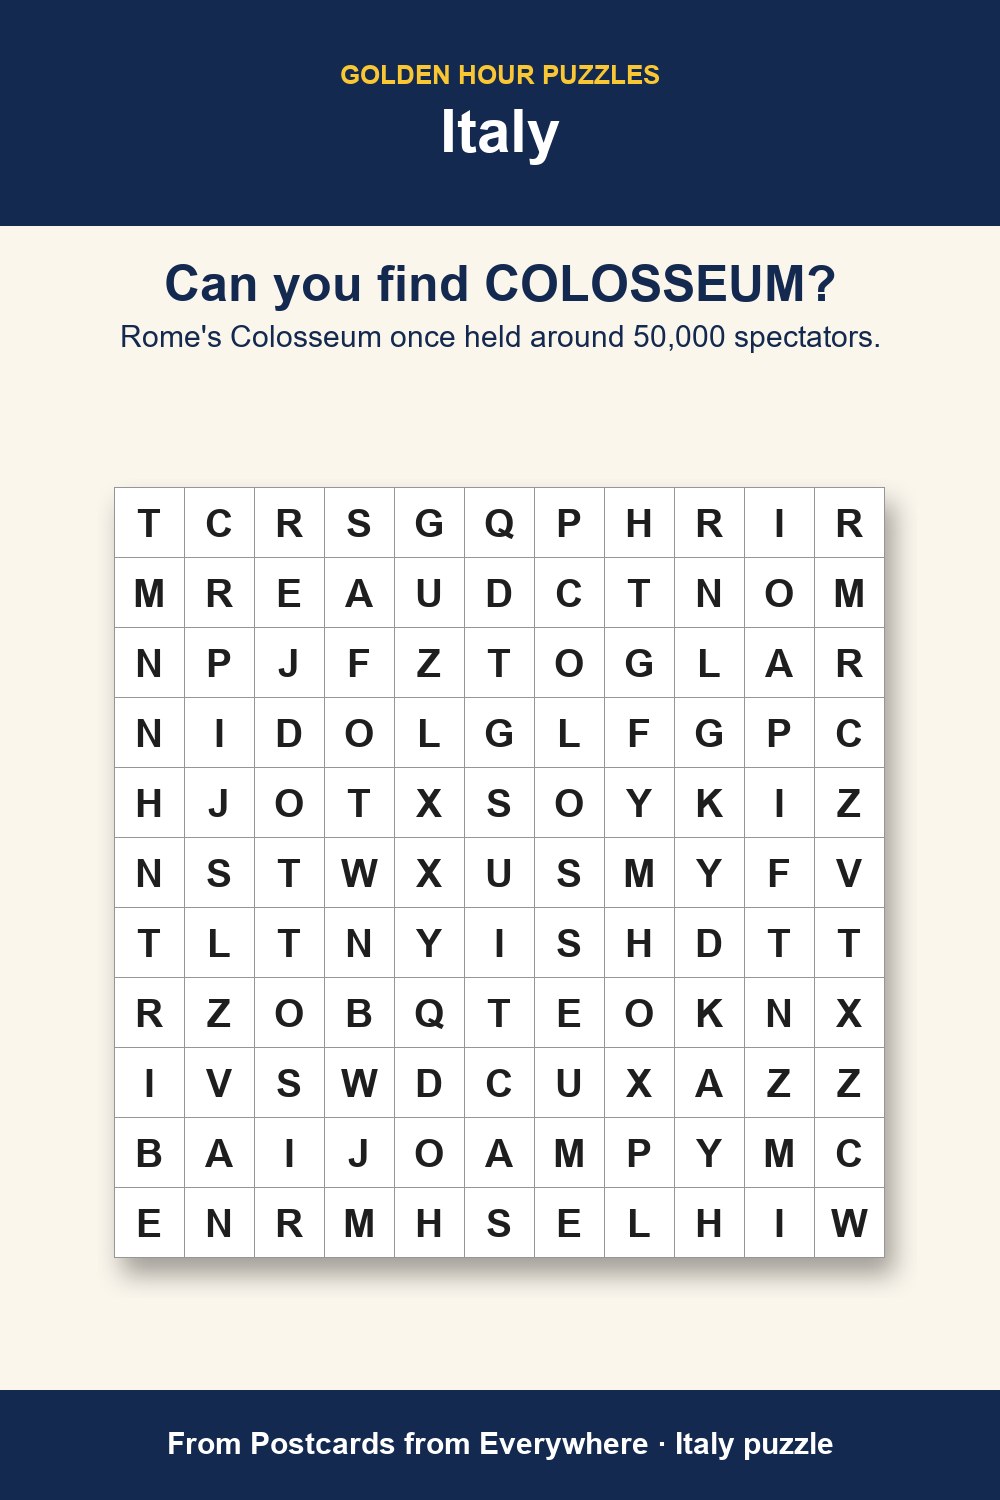 GOLDEN HOUR PUZZLES
Italy
Can you find COLOSSEUM?
Rome's Colosseum once held around 50,000 spectators.
T C R S G Q P H R I R
M R E A U D C T N O M
N P J F Z T O G L A R
N I D O L G L F G P C
H J O T X S O Y K I Z
N S T W X U S M Y F V
T L T N Y I S H D T T
R Z O B Q T E O K N X
I V S W D C U X A Z Z
B A I J O A M P Y M C
E N R M H S E L H I W
From Postcards from Everywhere · Italy puzzle